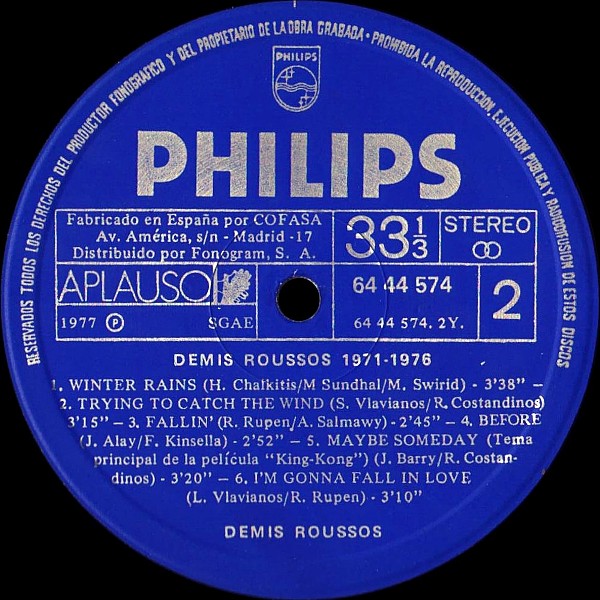 RESERVADOS TODOS LOS DERECHOS DEL PRODUCTOR FONOGRAFICO Y DEL PROPIETARIO DE LA OBRA GRABADA · PROHIBIDA LA REPRODUCCION, EJECUCION PUBLICA Y RADIODIFUSION DE ESTOS DISCOS
PHILIPS
PHILIPS
Fabricado en España por COFASA
Av. América, s/n - Madrid -17
Distribuido por Fonogram, S. A.
33 1/3
STEREO
APLAUSO
64 44 574
2
1977 Ⓟ
SGAE
64 44 574. 2Y.
DEMIS ROUSSOS 1971-1976
1. WINTER RAINS (H. Chalkitis/M Sundhal/M. Swirid) - 3'38" –
2. TRYING TO CATCH THE WIND (S. Vlavianos/R. Costandinos)
3'15" – 3. FALLIN' (R. Rupen/A. Salmawy) - 2'45" – 4. BEFORE
(J. Alay/F. Kinsella) - 2'52" – 5. MAYBE SOMEDAY (Tema
principal de la película "King-Kong") (J. Barry/R. Costan-
dinos) - 3'20" – 6. I'M GONNA FALL IN LOVE
(L. Vlavianos/R. Rupen) - 3'10"
DEMIS ROUSSOS